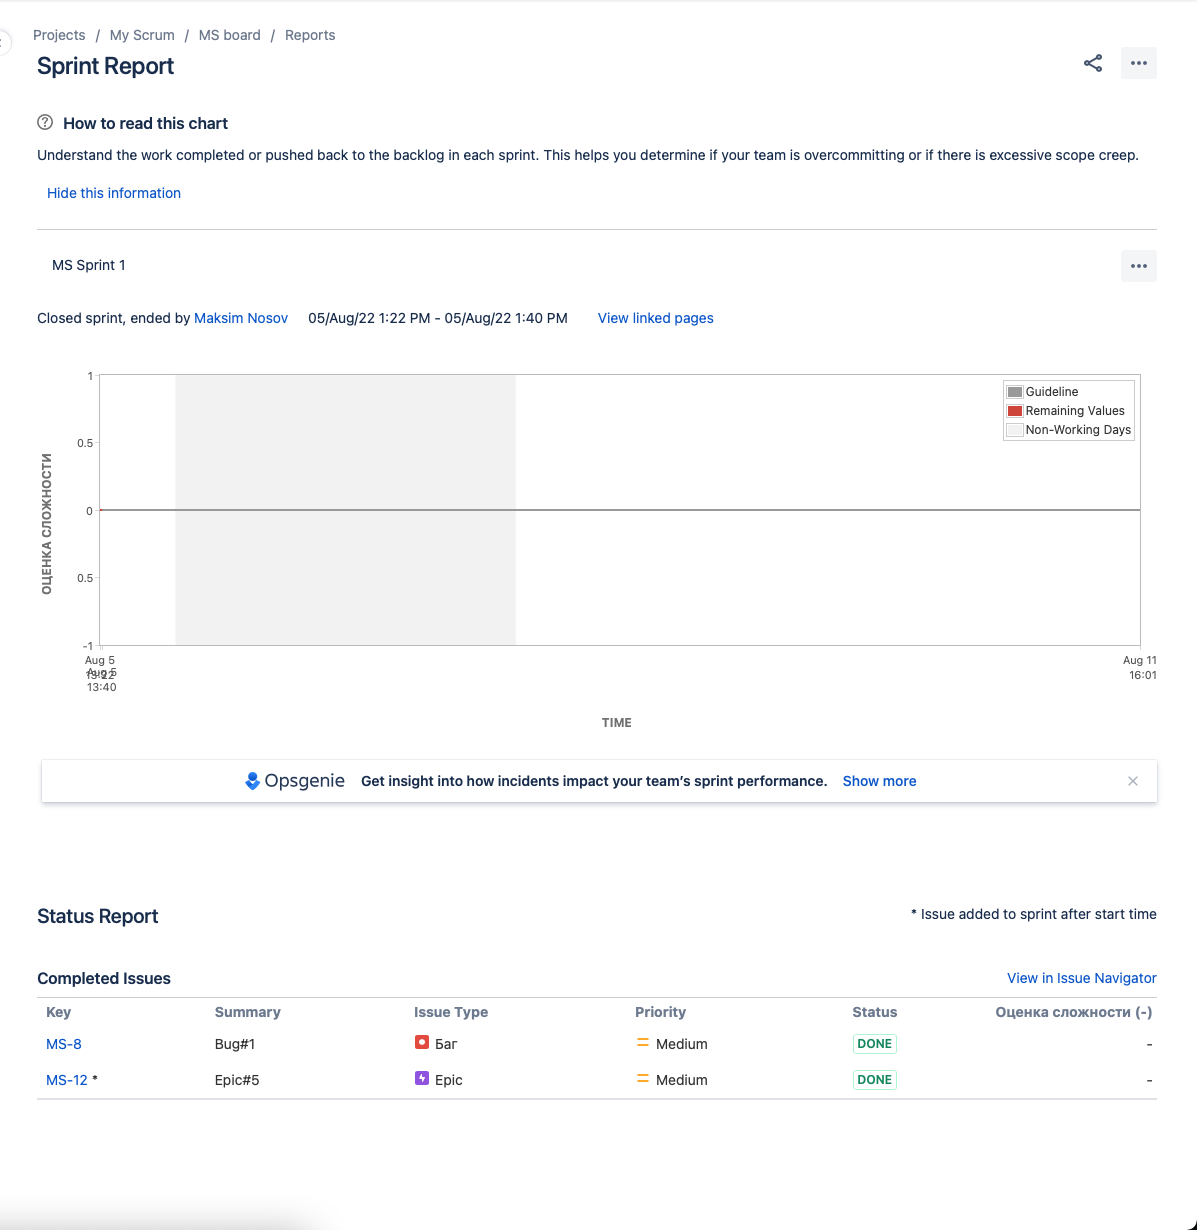 Projects / My Scrum / MS board / Reports
Sprint Report
How to read this chart
Understand the work completed or pushed back to the backlog in each sprint. This helps you determine if your team is overcommitting or if there is excessive scope creep.
Hide this information
MS Sprint 1
Closed sprint, ended by Maksim Nosov 05/Aug/22 1:22 PM - 05/Aug/22 1:40 PM View linked pages
1
0.5
0
0.5
-1
ОЦЕНКА СЛОЖНОСТИ
Guideline
Remaining Values
Non-Working Days
Aug 5
13:22
Aug 5
13:40
Aug 11
16:01
TIME
Opsgenie Get insight into how incidents impact your team's sprint performance. Show more
Status Report
* Issue added to sprint after start time
Completed Issues
View in Issue Navigator
Key Summary Issue Type Priority Status Оценка сложности (-)
MS-8 Bug#1 Баг Medium DONE -
MS-12 * Epic#5 Epic Medium DONE -